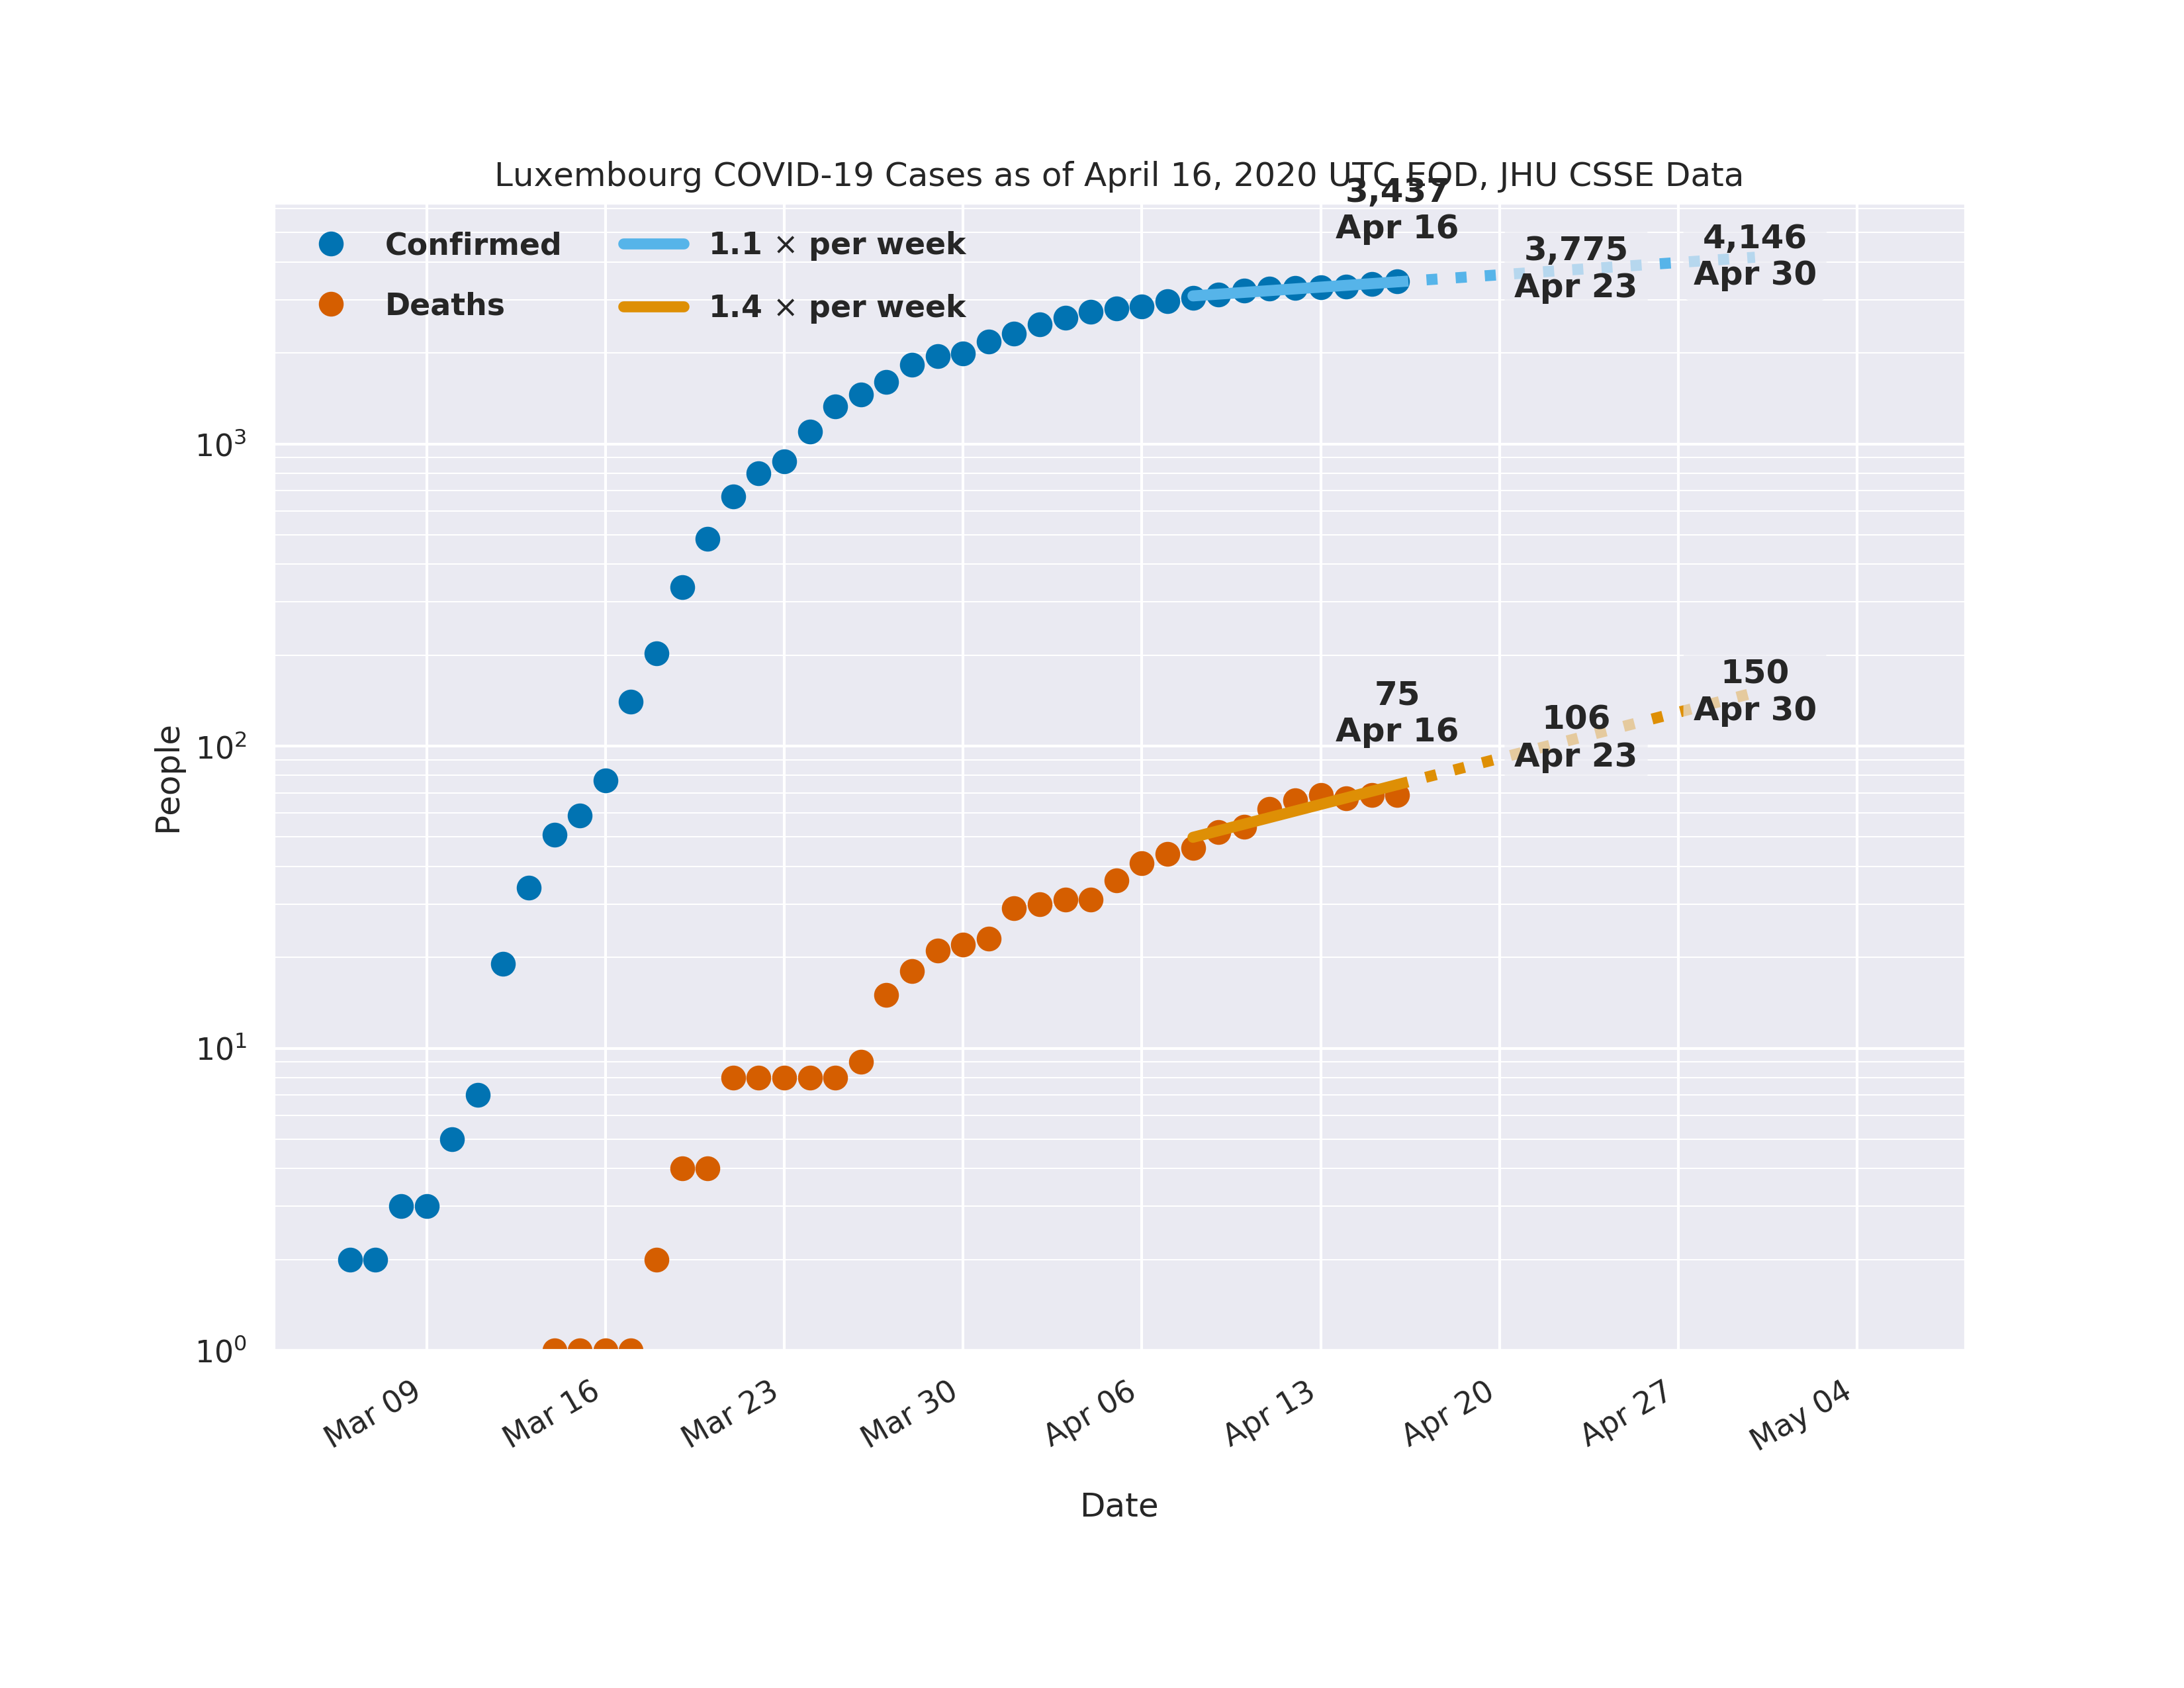 Luxembourg COVID-19 Cases as of April 16, 2020 UTC EOD, JHU CSSE Data
3,437
Apr 16
3,775
Apr 23
4,146
Apr 30
Confirmed
Deaths
1.1 × per week
1.4 × per week
75
Apr 16
106
Apr 23
150
Apr 30
People
10³
10²
10¹
10⁰
Mar 09
Mar 16
Mar 23
Mar 30
Apr 06
Apr 13
Apr 20
Apr 27
May 04
Date